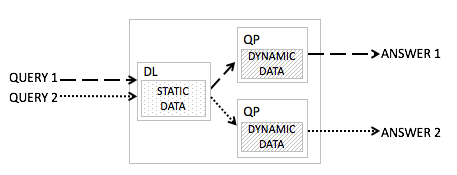 QP
DYNAMIC
DATA
ANSWER 1
DL
QUERY 1
STATIC
DATA
QUERY 2
QP
DYNAMIC
DATA
ANSWER 2